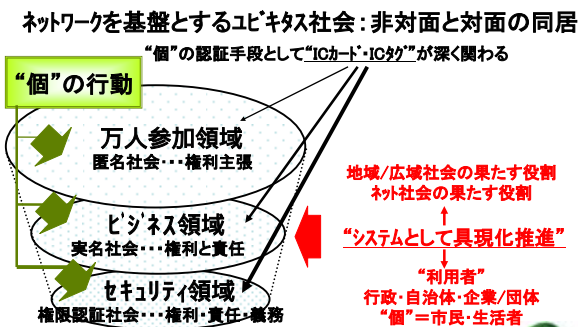 ネットワークを基盤とするユビキタス社会：非対面と対面の同居
“個”の認証手段として“ICカード・ICタグ”が深く関わる
“個”の行動
万人参加領域
匿名社会・・・権利主張
ビジネス領域
実名社会・・・権利と責任
セキュリティ領域
権限認証社会・・・権利・責任・義務
地域/広域社会の果たす役割
ネット社会の果たす役割
“システムとして具現化推進”
“利用者”
行政・自治体・企業/団体
“個”＝市民・生活者